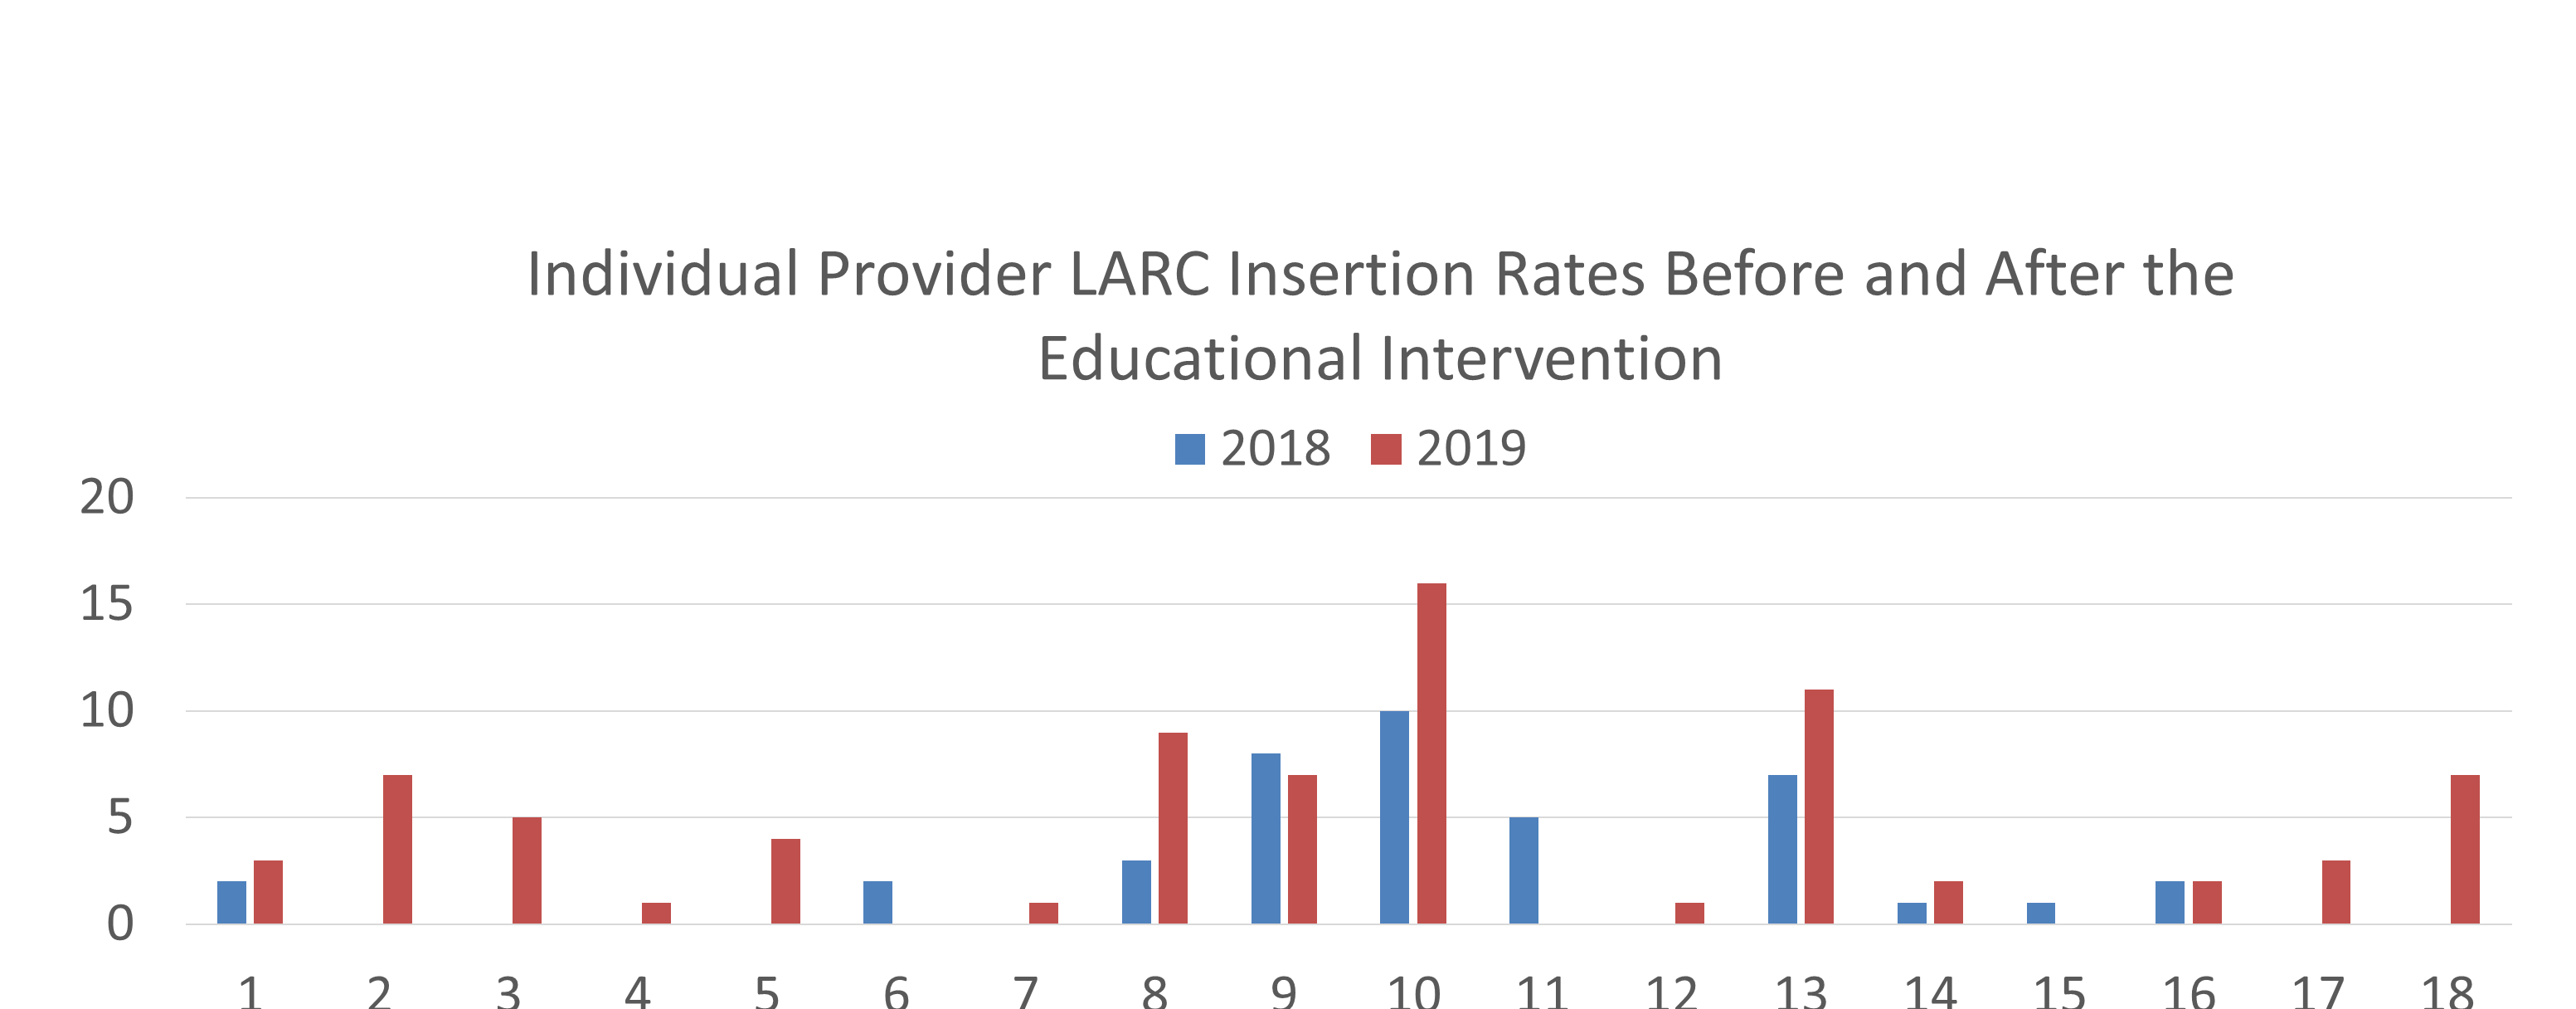 Individual Provider LARC Insertion Rates Before and After the
Educational Intervention
2018 2019
20
15
10
5
0
1 2 3 4 5 6 7 8 9 10 11 12 13 14 15 16 17 18